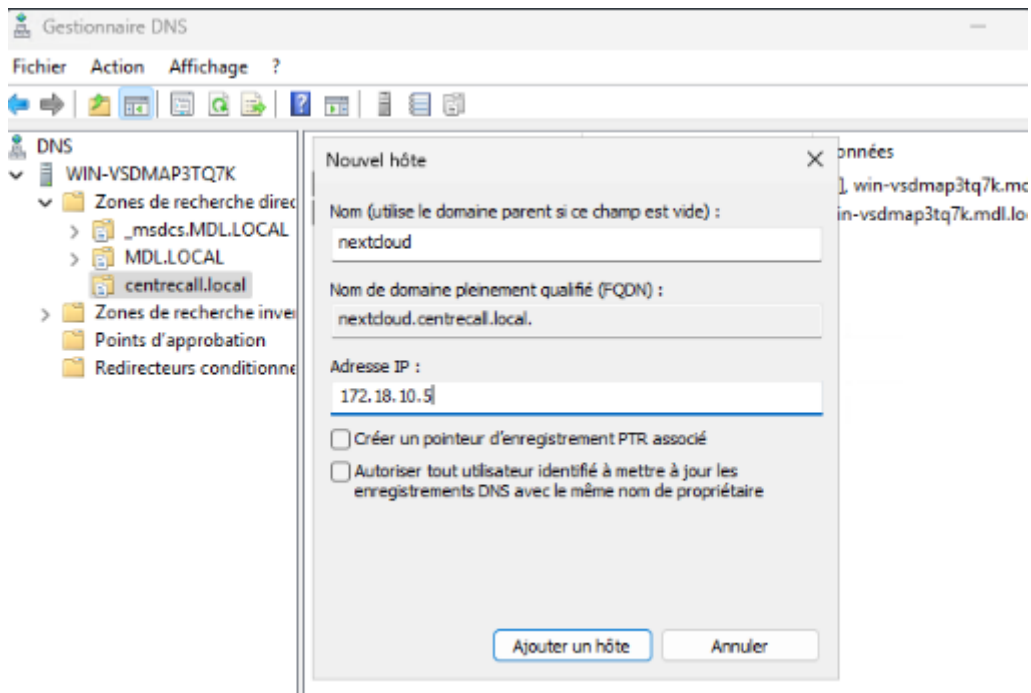 Gestionnaire DNS
Fichier Action Affichage ?
DNS
WIN-VSDMAP3TQ7K
Zones de recherche direc
_msdcs.MDL.LOCAL
MDL.LOCAL
centrecall.local
Zones de recherche inve
Points d'approbation
Redirecteurs conditionne
Nouvel hôte
Nom (utilise le domaine parent si ce champ est vide) :
nextcloud
Nom de domaine pleinement qualifié (FQDN) :
nextcloud.centrecall.local.
Adresse IP :
172.18.10.5
Créer un pointeur d'enregistrement PTR associé
Autoriser tout utilisateur identifié à mettre à jour les
enregistrements DNS avec le même nom de propriétaire
Ajouter un hôte Annuler
onnées
], win-vsdmap3tq7k.mc
in-vsdmap3tq7k.mdl.lo